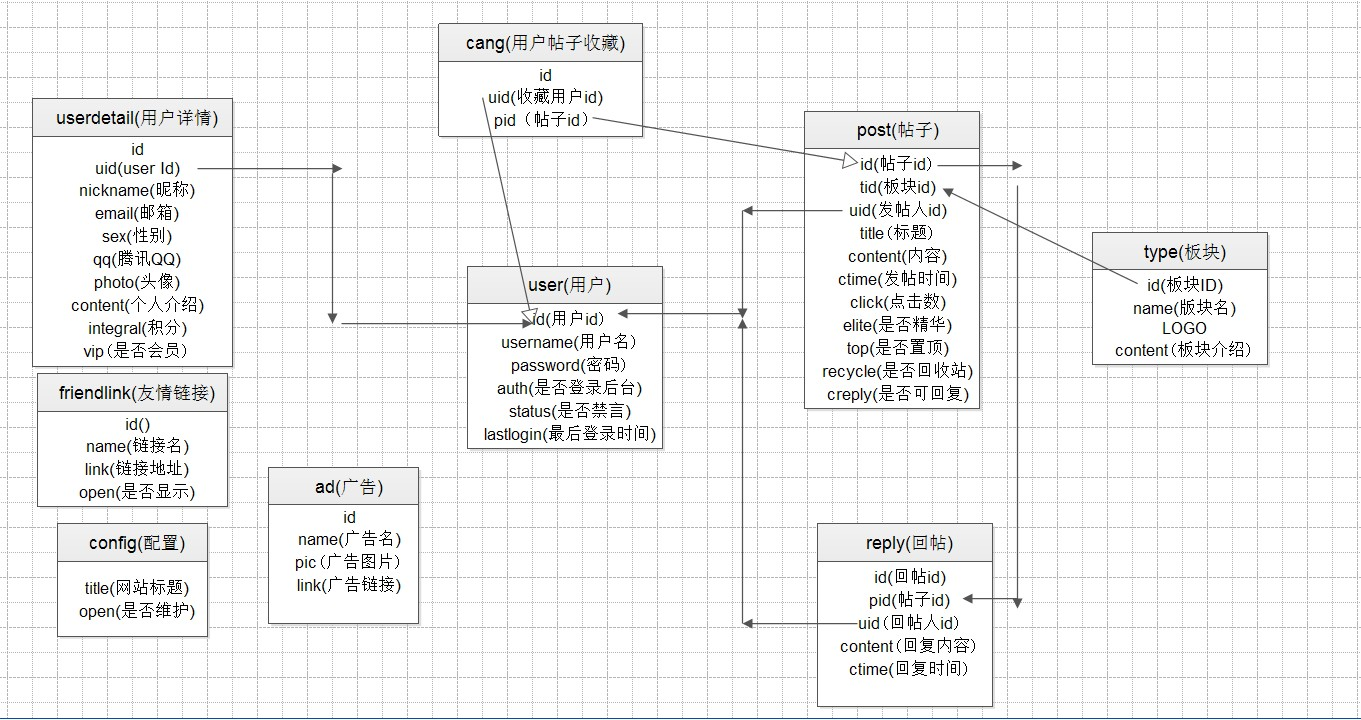 cang(用户帖子收藏)
id
uid(收藏用户id)
pid（帖子id）
userdetail(用户详情)
id
uid(user Id)
nickname(昵称)
email(邮箱)
sex(性别)
qq(腾讯QQ)
photo(头像)
content(个人介绍)
integral(积分)
vip（是否会员）
post(帖子)
id(帖子id)
tid(板块id)
uid(发帖人id)
title(标题)
content(内容)
ctime(发帖时间)
click(点击数)
elite(是否精华)
top(是否置顶)
recycle(是否回收站)
creply(是否可回复)
type(板块)
id(板块ID)
name(版块名)
LOGO
content（板块介绍）
user(用户)
id(用户id)
username(用户名)
password(密码)
auth(是否登录后台)
status(是否禁言)
lastlogin(最后登录时间)
friendlink(友情链接)
id()
name(链接名)
link(链接地址)
open(是否显示)
ad(广告)
id
name(广告名)
pic（广告图片）
link(广告链接)
config(配置)
title(网站标题)
open(是否维护)
reply(回帖)
id(回帖id)
pid(帖子id)
uid（回帖人id）
content（回复内容）
ctime(回复时间)